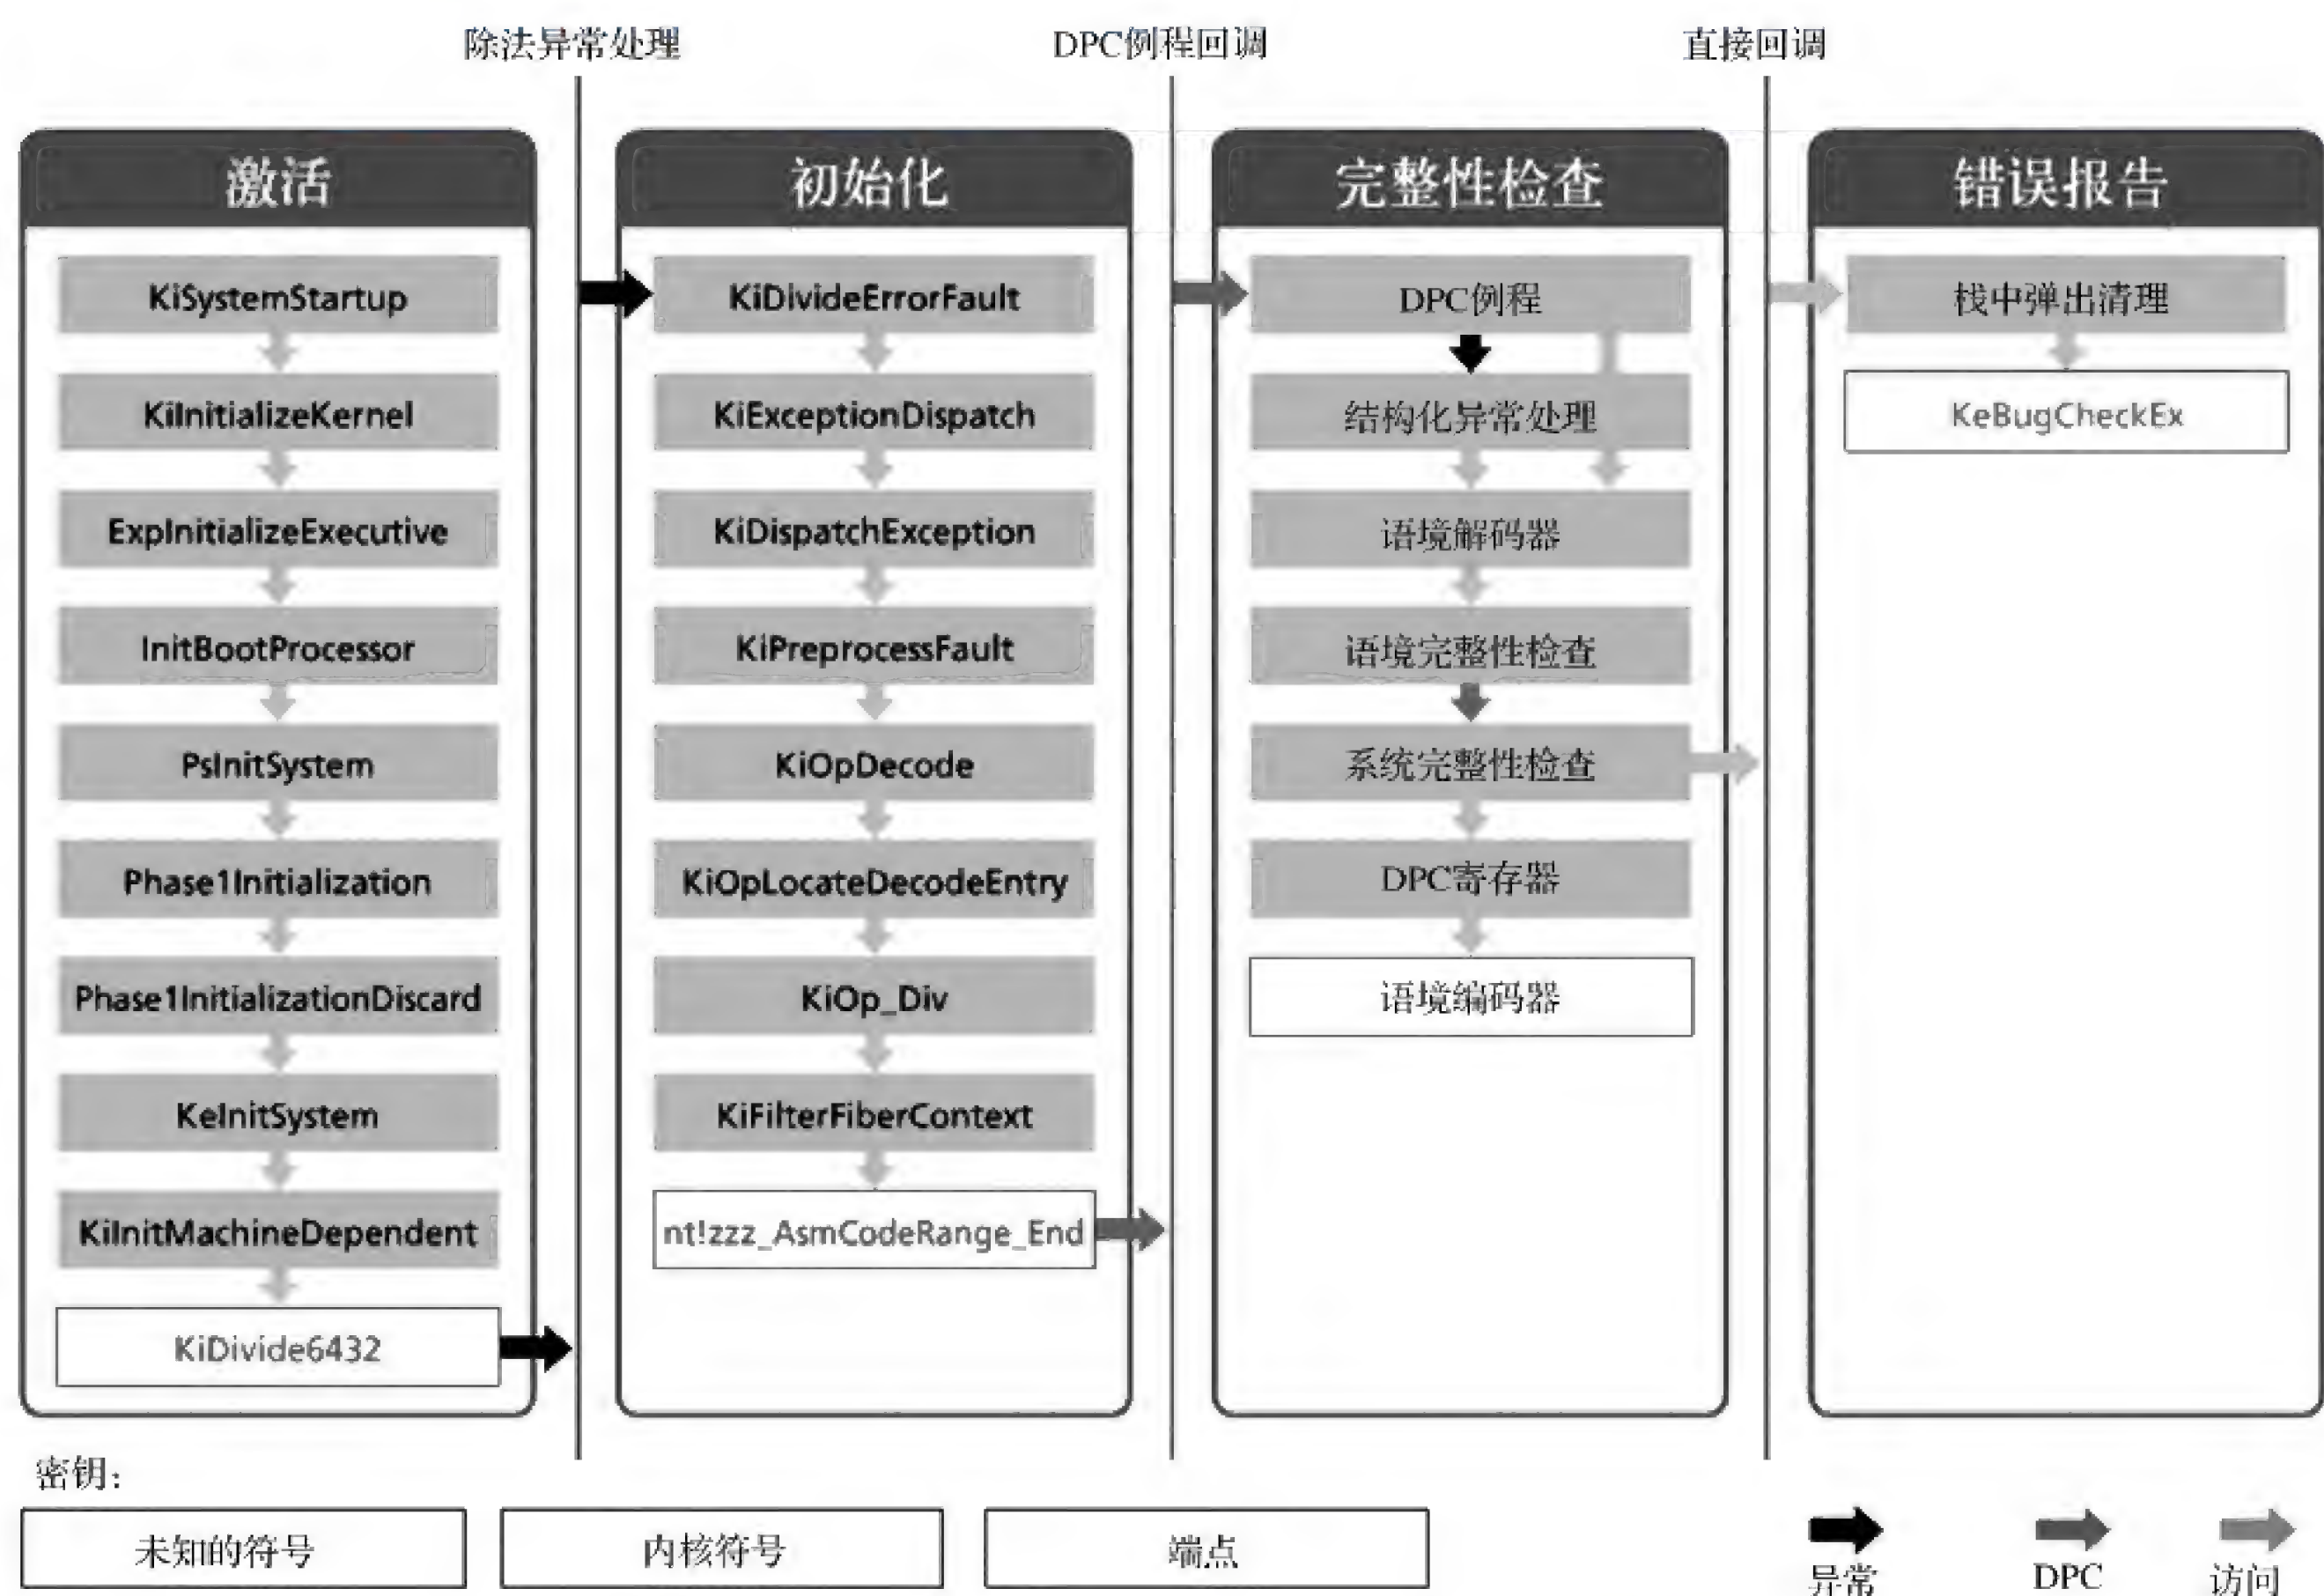 除法异常处理
DPC例程回调
直接回调
激活
KiSystemStartup
KiInitializeKernel
ExpInitializeExecutive
InitBootProcessor
PsInitSystem
Phase1Initialization
Phase1InitializationDiscard
KeInitSystem
KiInitMachineDependent
KiDivide6432
初始化
KiDivideErrorFault
KiExceptionDispatch
KiDispatchException
KiPreprocessFault
KiOpDecode
KiOpLocateDecodeEntry
KiOp_Div
KiFilterFiberContext
nt!zzz_AsmCodeRange_End
完整性检查
DPC例程
结构化异常处理
语境解码器
语境完整性检查
系统完整性检查
DPC寄存器
语境编码器
错误报告
栈中弹出清理
KeBugCheckEx
密钥:
未知的符号
内核符号
端点
异常
DPC
访问